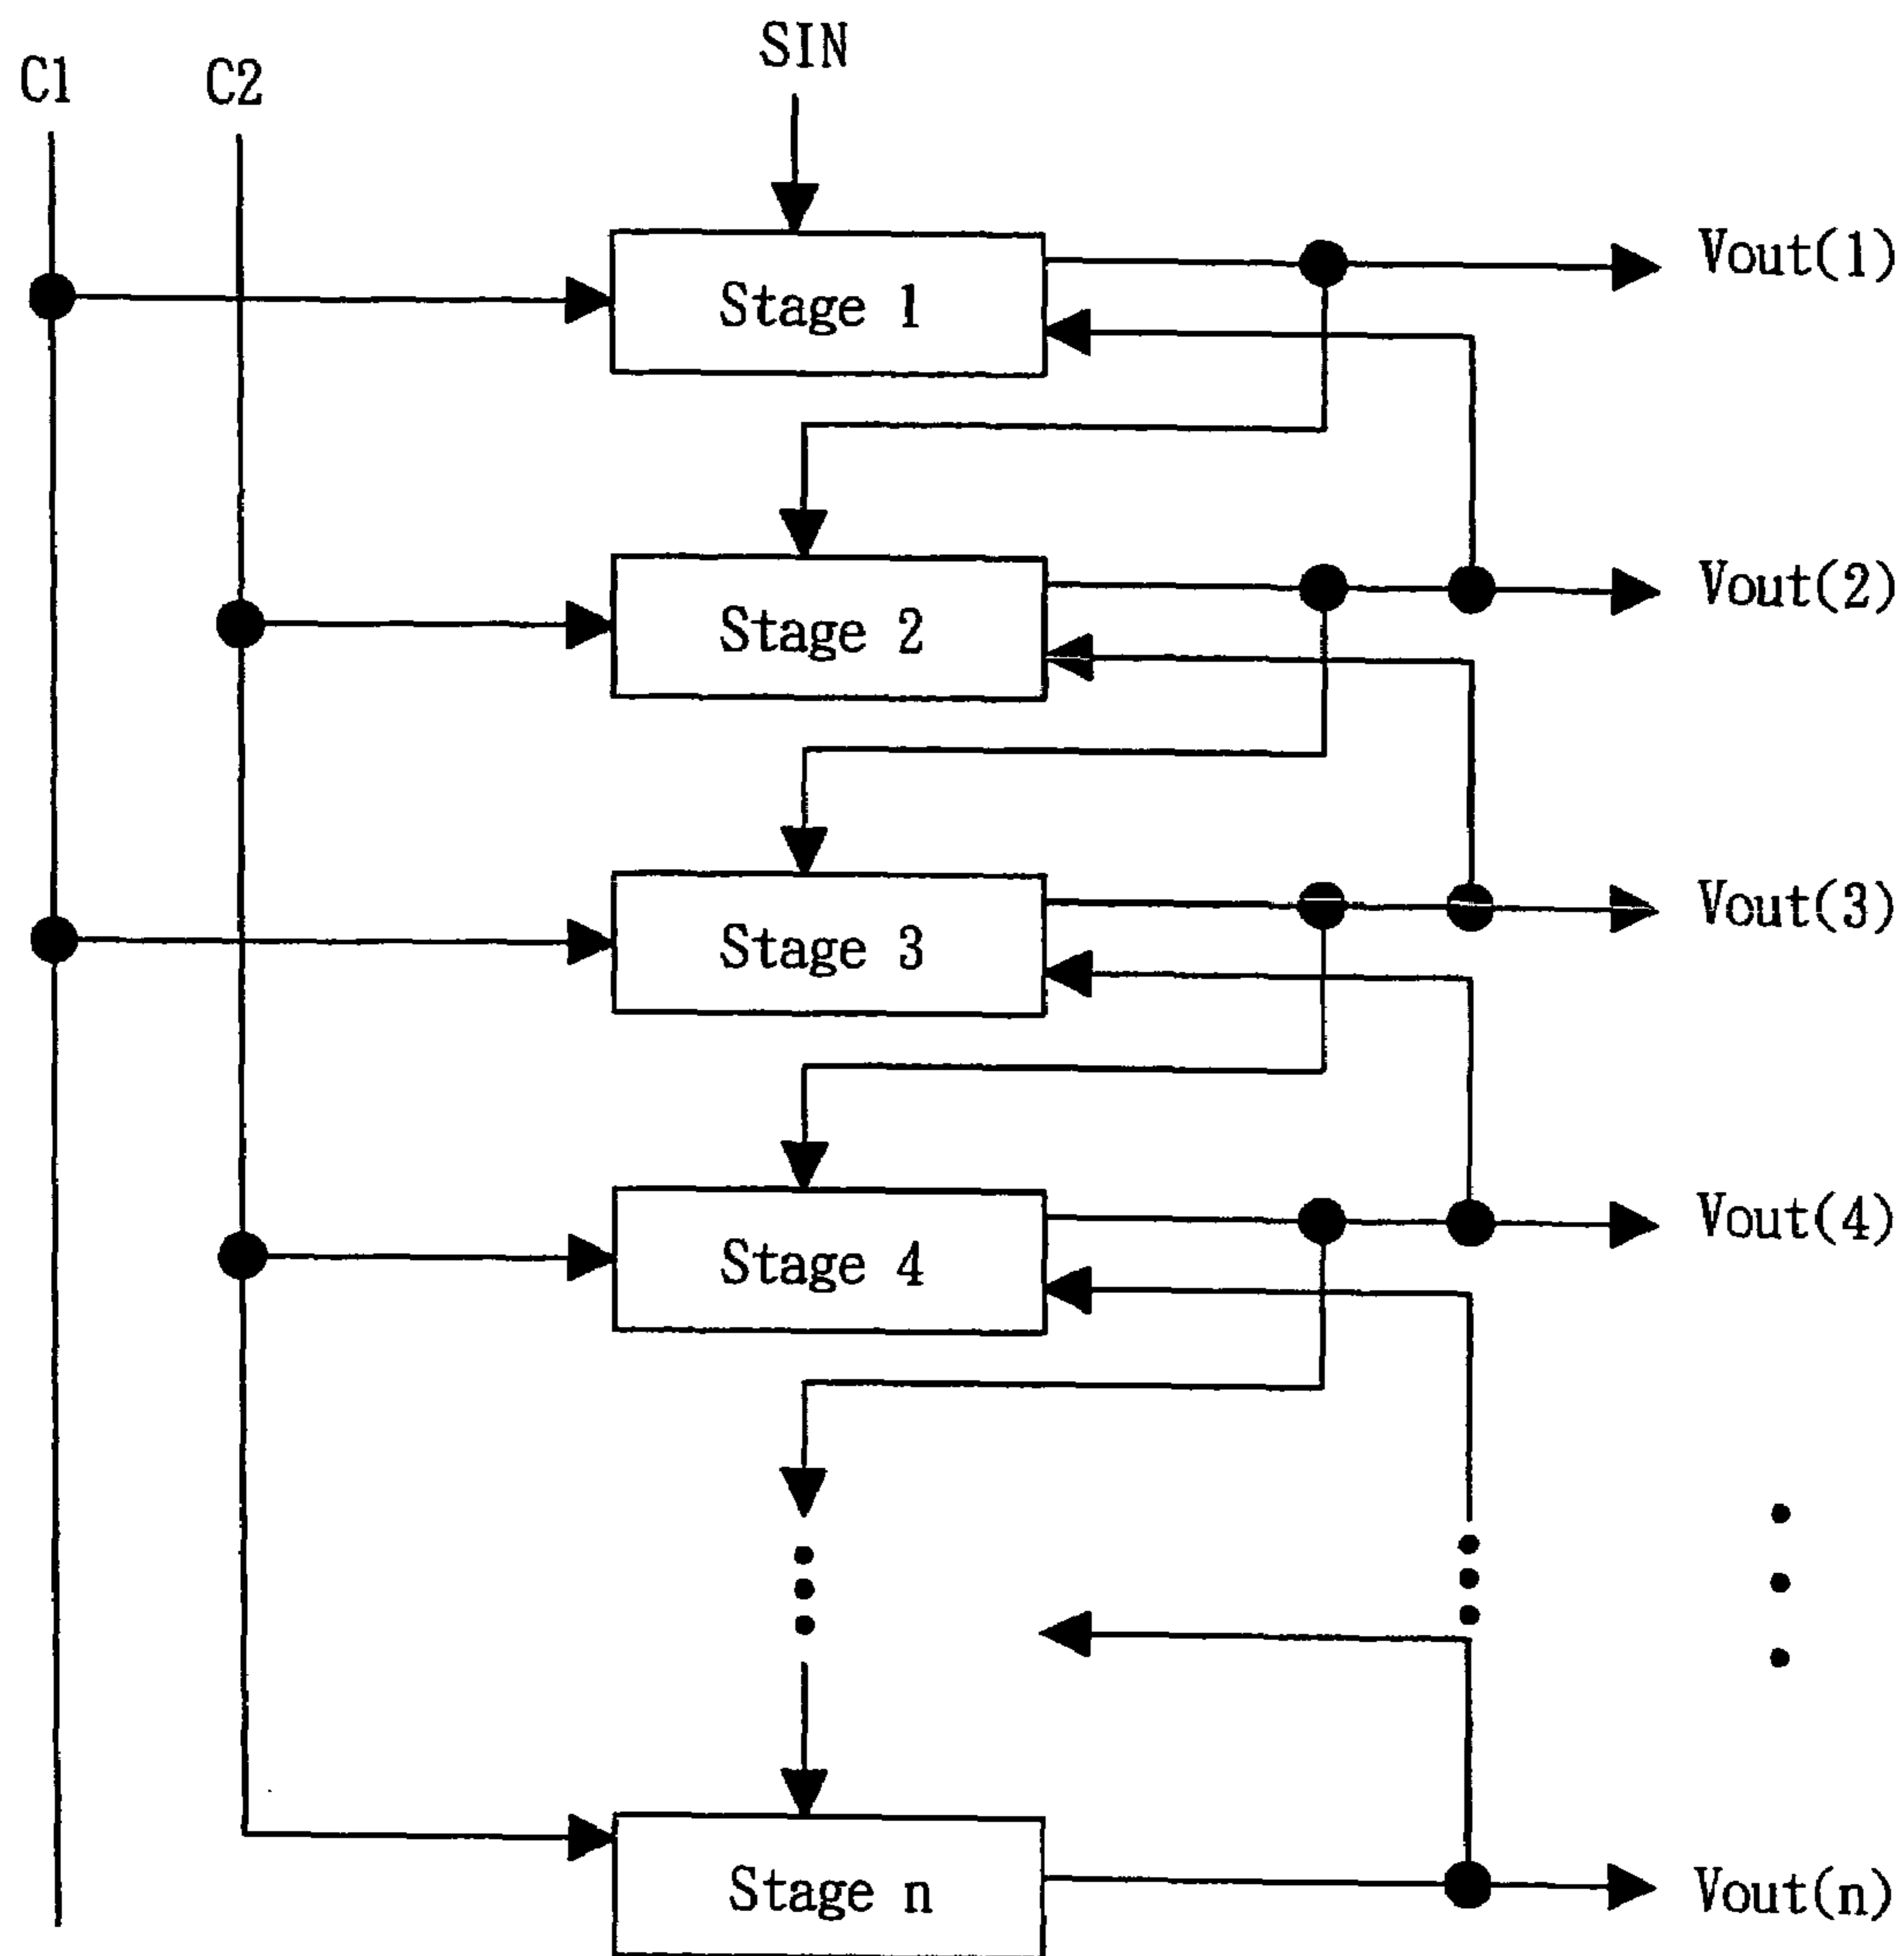 SIN
C1
C2
Stage 1
Vout(1)
Stage 2
Vout(2)
Stage 3
Vout(3)
Stage 4
Vout(4)
Stage n
Vout(n)